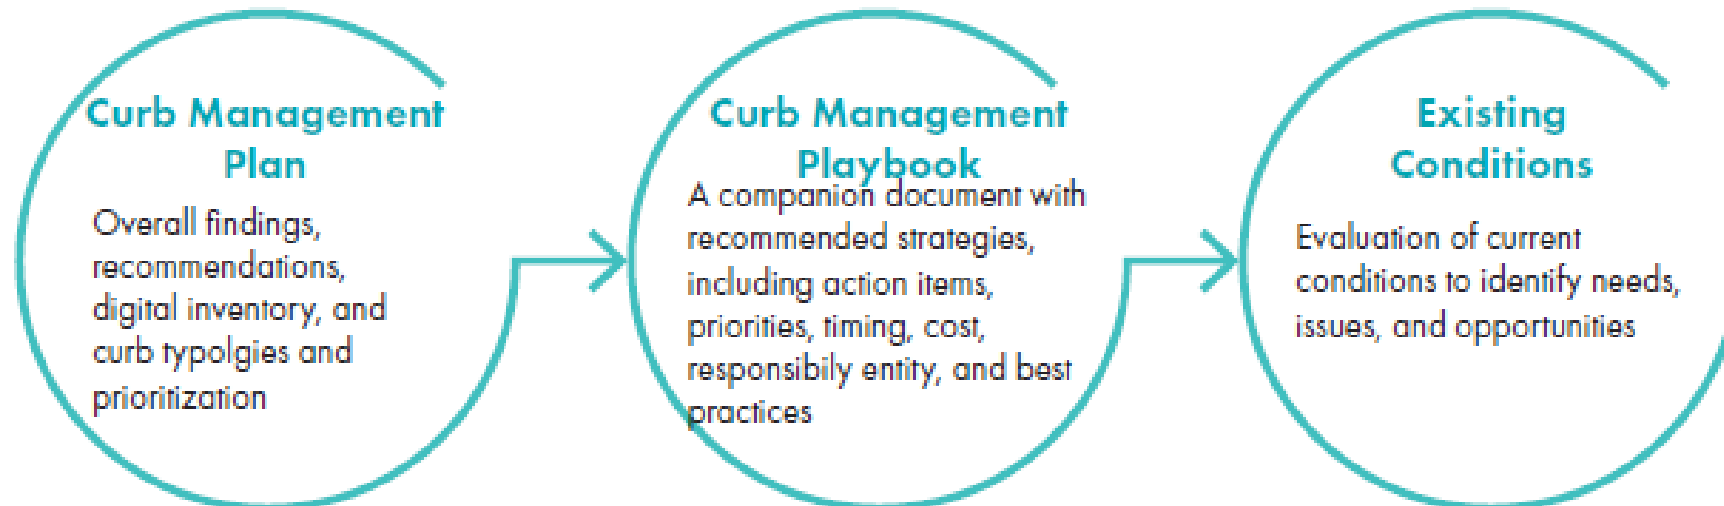 Curb Management
Plan
Overall findings,
recommendations,
digital inventory, and
curb typolgies and
prioritization
Curb Management
Playbook
A companion document with
recommended strategies,
including action items,
priorities, timing, cost,
responsibily entity, and best
practices
Existing
Conditions
Evaluation of current
conditions to identify needs,
issues, and opportunities